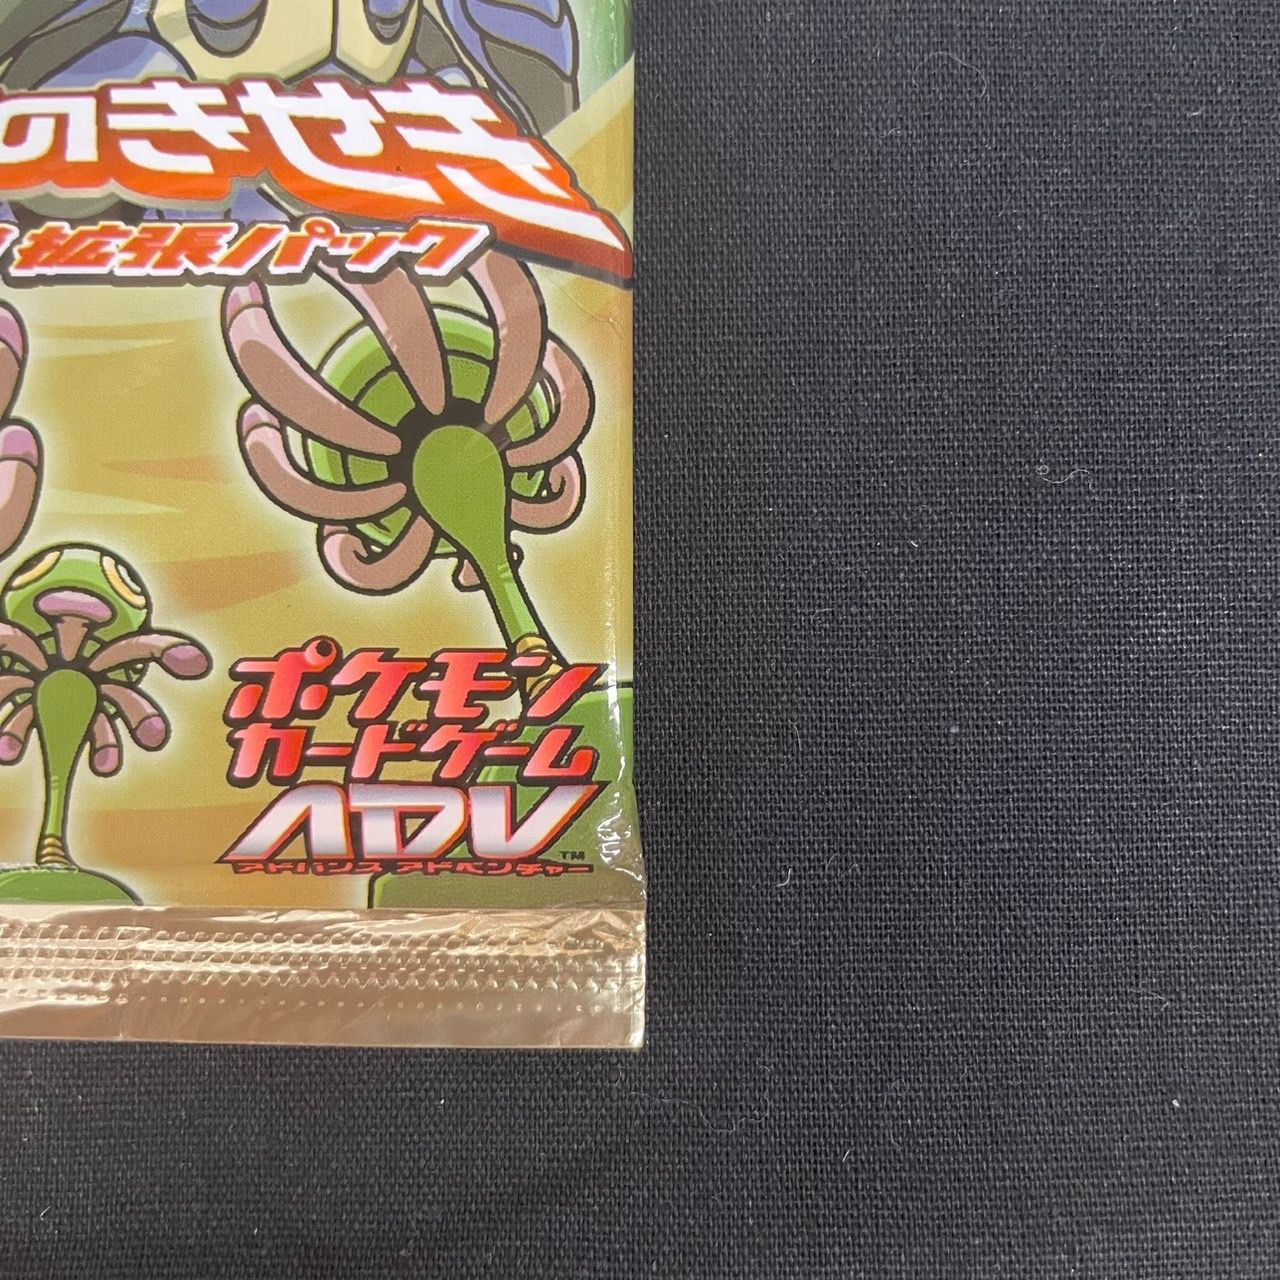 のきせき
拡張パック
ポケモン
カードゲーム
ADV
TM
アドバンスアドベンチャー